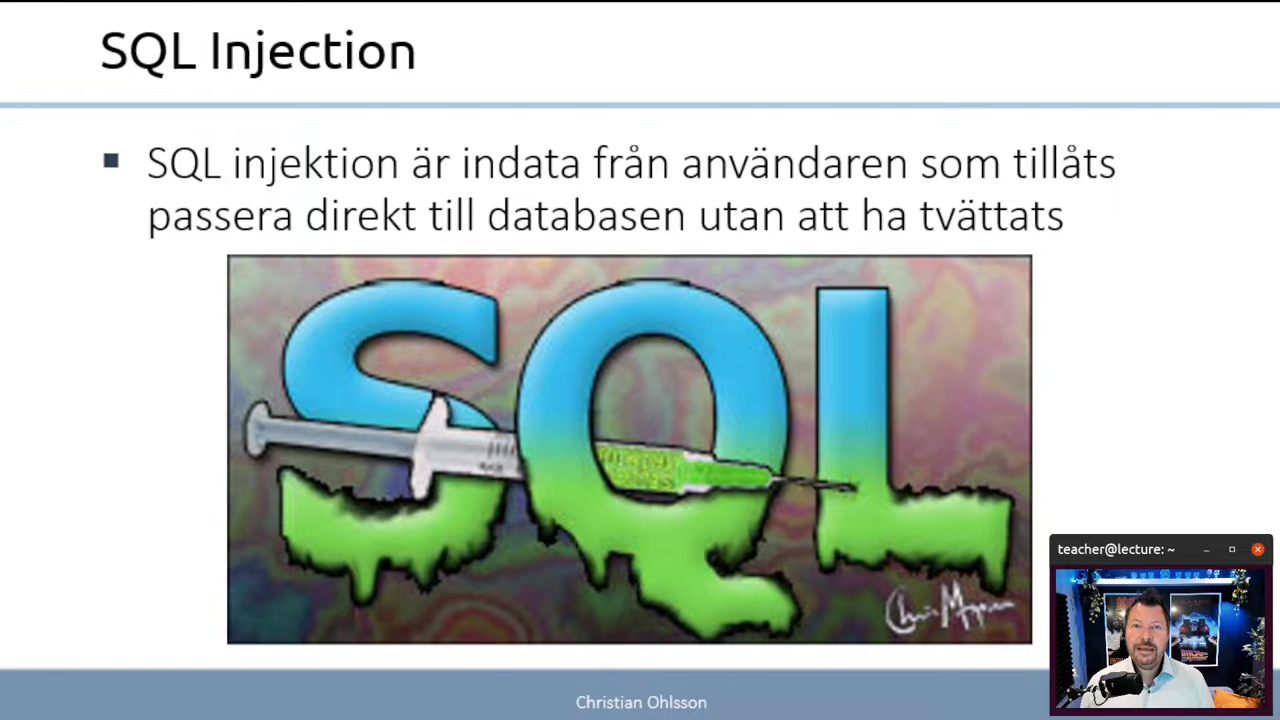 SQL Injection
SQL injektion är indata från användaren som tillåts
passera direkt till databasen utan att ha tvättats
SQL
teacher@lecture: ~
Christian Ohlsson